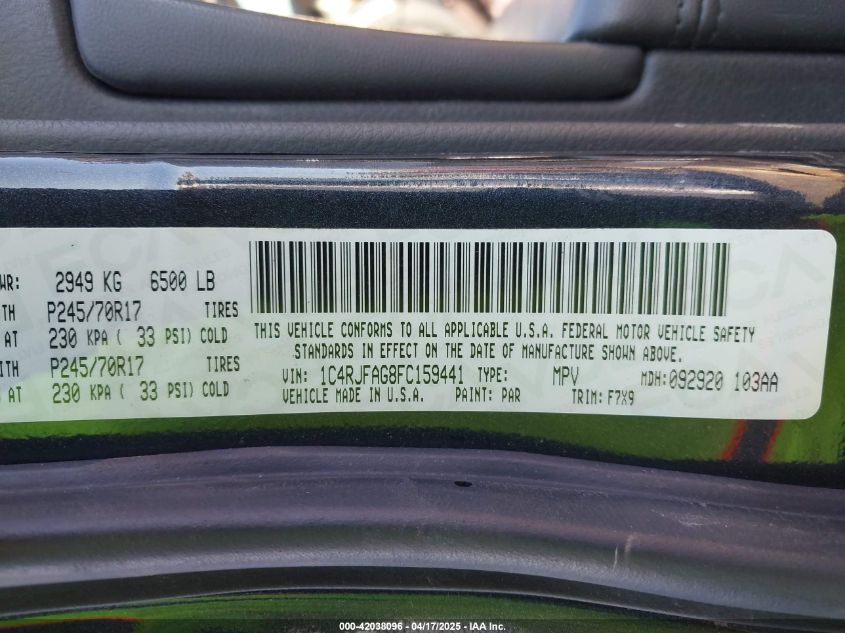 WR: 2949 KG 6500 LB
TH P245/70R17 TIRES
AT 230 KPA ( 33 PSI) COLD
WITH P245/70R17 TIRES
S AT 230 KPA ( 33 PSI) COLD
THIS VEHICLE CONFORMS TO ALL APPLICABLE U.S.A. FEDERAL MOTOR VEHICLE SAFETY
STANDARDS IN EFFECT ON THE DATE OF MANUFACTURE SHOWN ABOVE.
VIN: 1C4RJFAG8FC159441 TYPE: MPV MDH:092920 103AA
VEHICLE MADE IN U.S.A. PAINT: PAR TRIM: F7X9
000-42038096 - 04/17/2025 - IAA Inc.